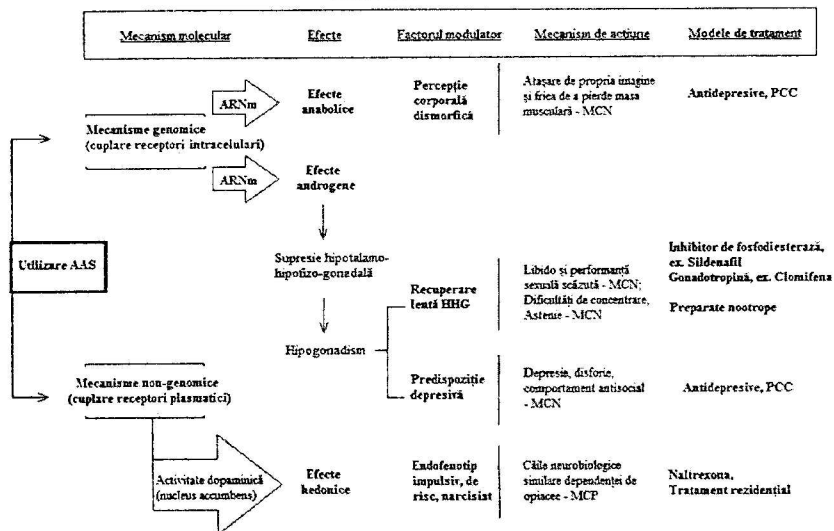 Mecanism molecular
Efecte
Factorul modulator
Mecanism de acțiune
Modele de tratament
ARNm
Efecte
anabolice
Percepție
corporală
dismorfică
Atașare de propria imagine
și frica de a pierde masa
musculară - MCN
Antidepresive, PCC
Mecanisme genomice
(cuplare receptori intracelulari)
ARNm
Efecte
androgene
Utilizare AAS
Supresie hipotalamo-
hipofizo-gonadală
Hipogonadism
Recuperare
lentă HHG
Libido și performanță
sexuală scăzută - MCN;
Dificultăți de concentrare,
Astenie - MCN
Inhibitor de fosfodiesterază,
ex. Sildenafil
Gonadotropină, ex. Clomifena
Preparate nootrope
Predispoziție
depresivă
Depresie, disforie,
comportament antisocial
- MCN
Antidepresive, PCC
Mecanisme non-genomice
(cuplare receptori plasmatici)
Activitate dopaminică
(nucleus accumbens)
Efecte
hedonice
Endofenotip
impulsiv, de
risc, narcisist
Căile neurobiologice
simulare dependenței de
opiacee - MCP
Naltrexona,
Tratament rezidențial